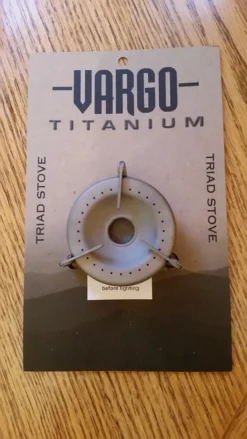 VARGO
TITANIUM
TRIAD STOVE
TRIAD STOVE
before lighting